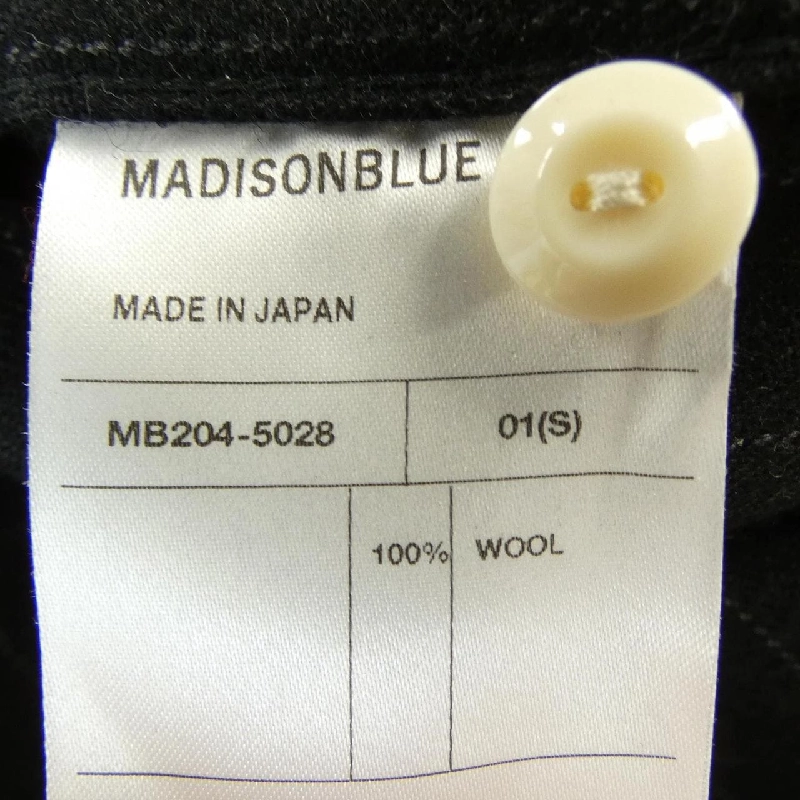 MADISONBLUE
MADE IN JAPAN
MB204-5028 01(S)
100% WOOL